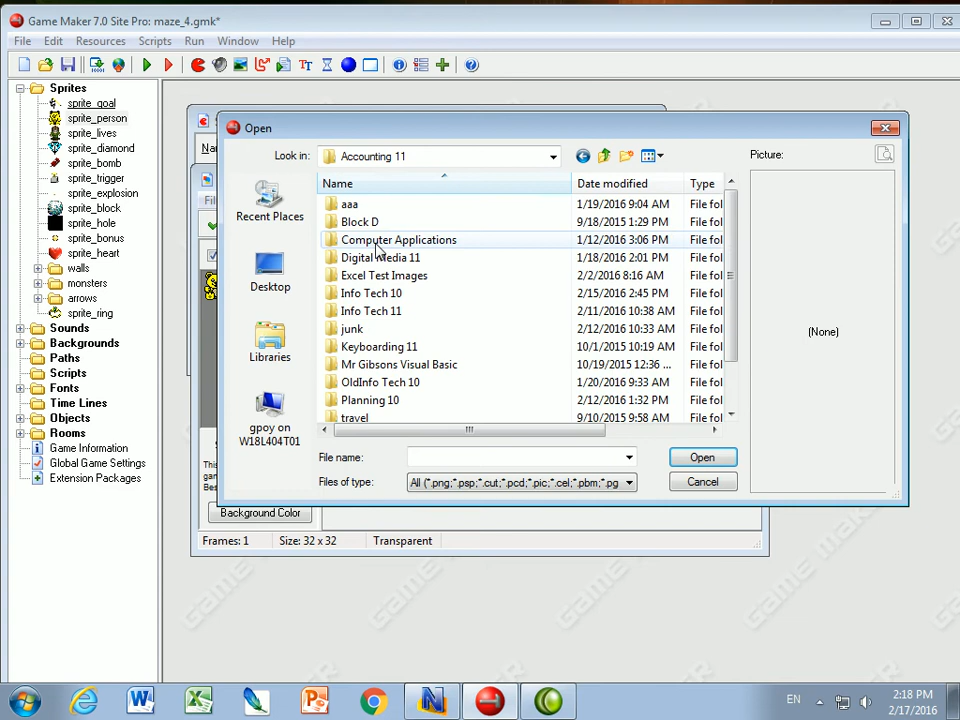 Game Maker 7.0 Site Pro: maze_4.gmk*
File Edit Resources Scripts Run Window Help
Sprites
sprite_goal
sprite_person
sprite_lives
sprite_diamond
sprite_bomb
sprite_trigger
sprite_explosion
sprite_block
sprite_hole
sprite_bonus
sprite_heart
walls
monsters
arrows
sprite_ring
Sounds
Backgrounds
Paths
Scripts
Fonts
Time Lines
Objects
Rooms
Game Information
Global Game Settings
Extension Packages
Open
Look in: Accounting 11
Picture:
Recent Places
Desktop
Libraries
gpoy on
W18L404T01
Name Date modified Type
aaa 1/19/2016 9:04 AM File fol
Block D 9/18/2015 1:29 PM File fol
Computer Applications 1/12/2016 3:06 PM File fol
Digital Media 11 1/18/2016 2:01 PM File fol
Excel Test Images 2/2/2016 8:16 AM File fol
Info Tech 10 2/15/2016 2:45 PM File fol
Info Tech 11 2/11/2016 10:38 AM File fol
junk 2/12/2016 10:33 AM File fol
Keyboarding 11 10/1/2015 10:19 AM File fol
Mr Gibsons Visual Basic 10/19/2015 12:36 ... File fol
OldInfo Tech 10 1/20/2016 9:33 AM File fol
Planning 10 2/12/2016 1:32 PM File fol
travel 9/10/2015 9:58 AM File fol
(None)
File name: Open
Files of type: All (*.png;*.psp;*.cut;*.pcd;*.pic;*.cel;*.pbm;*.pg Cancel
Background Color
Frames: 1 Size: 32 x 32 Transparent
EN
2:18 PM
2/17/2016